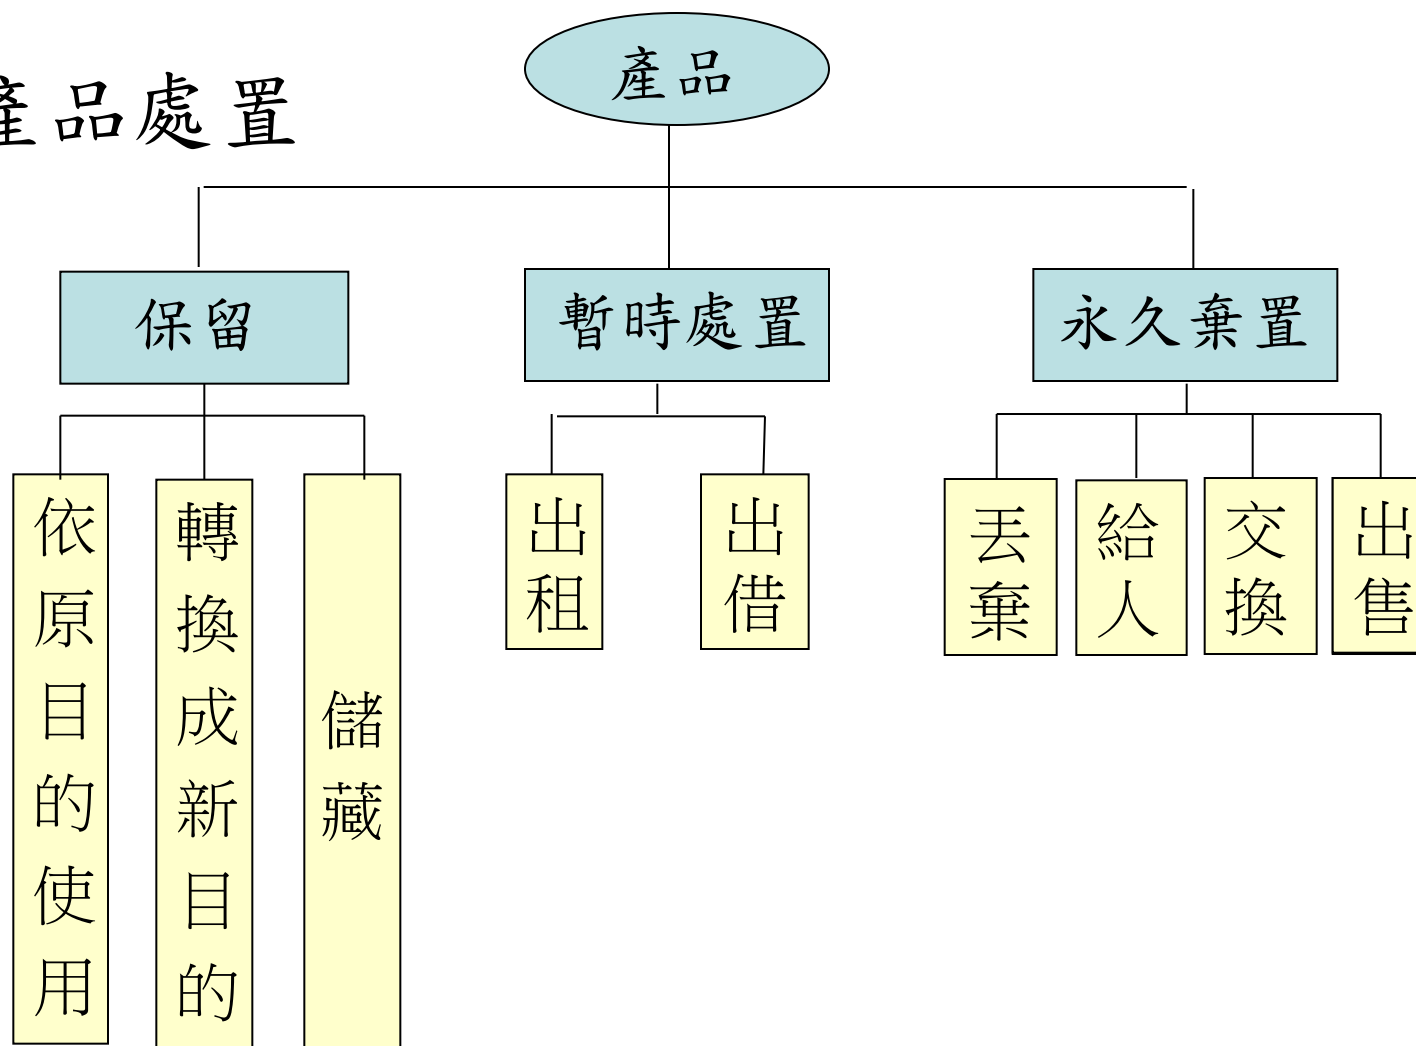 產品處置
產品
保留
暫時處置
永久棄置
依原目的使用
轉換成新目的
儲藏
出租
出借
丟棄
給人
交換
出售